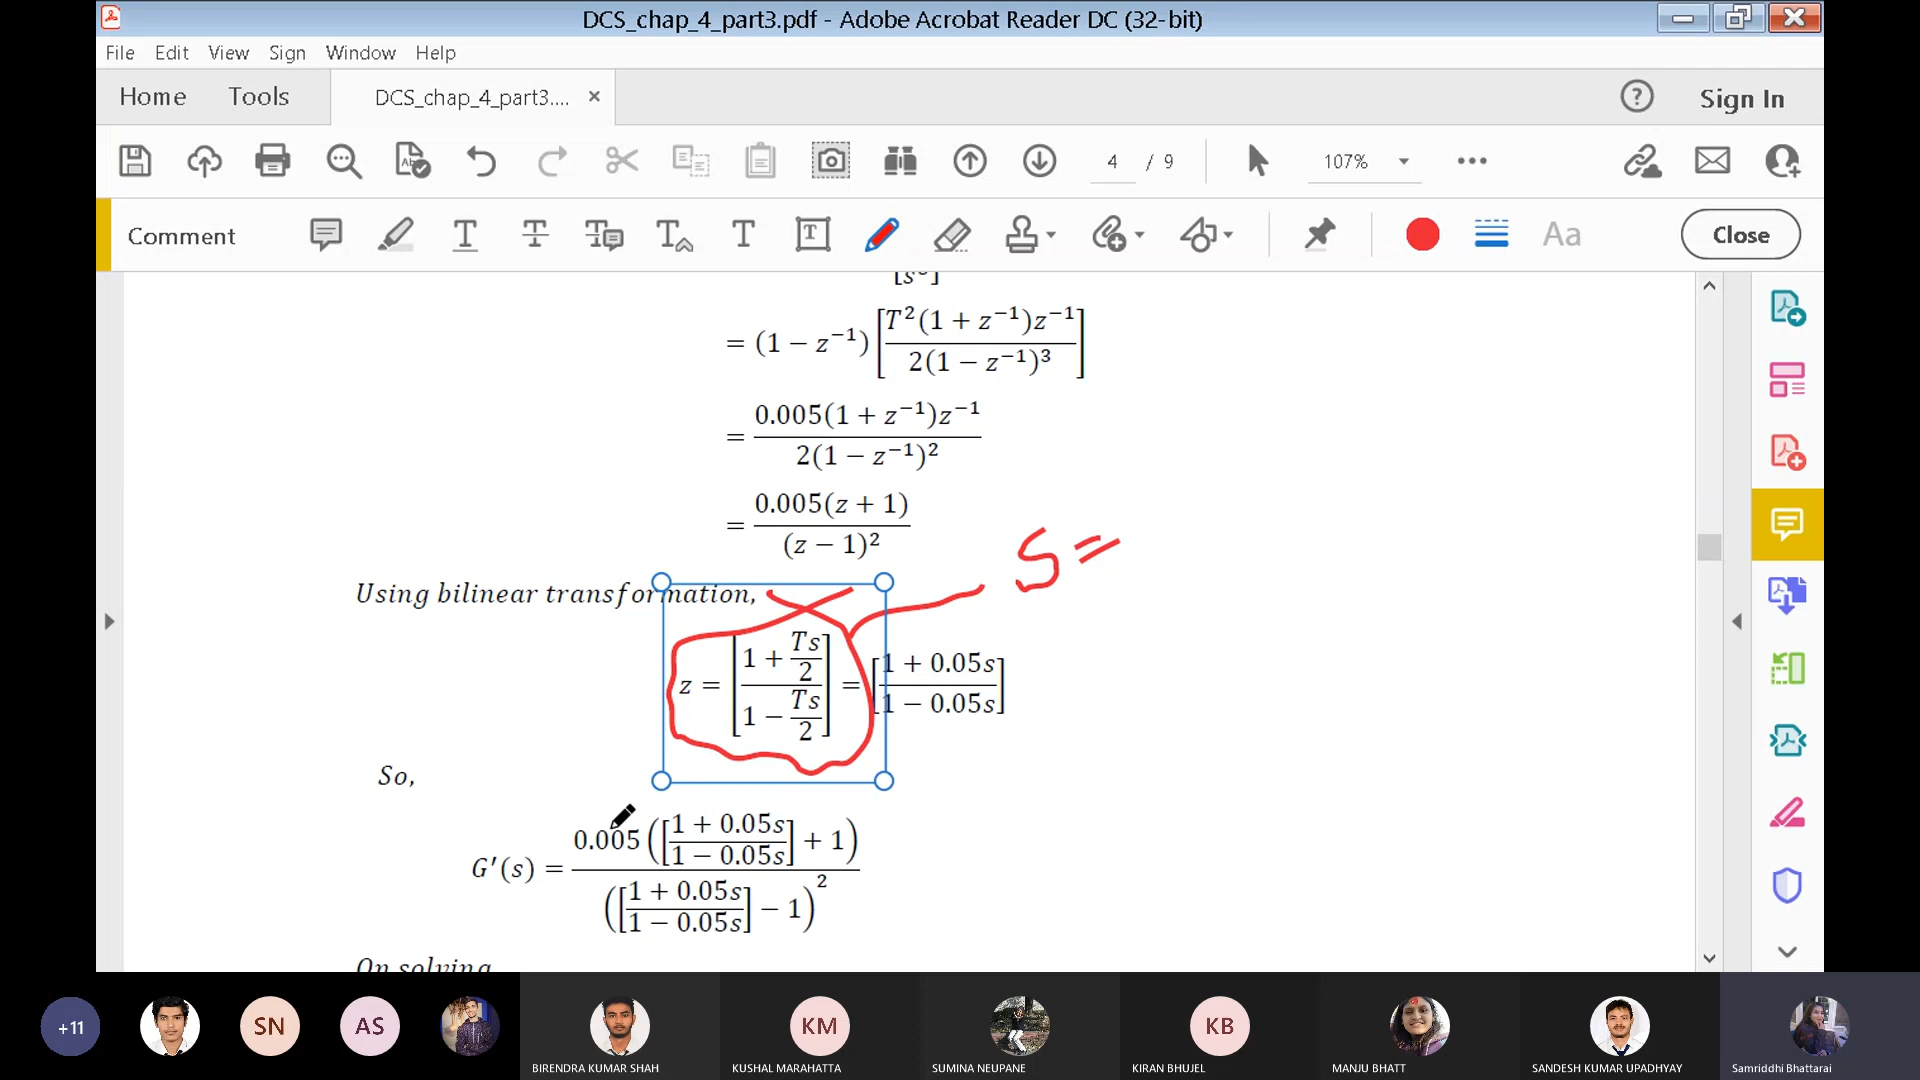 DCS_chap_4_part3.pdf - Adobe Acrobat Reader DC (32-bit)
File Edit View Sign Window Help
Home Tools DCS_chap_4_part3.... × ? Sign In
4 / 9 107%
Comment Aa Close
= (1 − z⁻¹) [T²(1 + z⁻¹)z⁻¹ / 2(1 − z⁻¹)³]
= 0.005(1 + z⁻¹)z⁻¹ / 2(1 − z⁻¹)²
= 0.005(z + 1) / (z − 1)²
S =
Using bilinear transformation,
z = [(1 + Ts/2) / (1 − Ts/2)] = [(1 + 0.05s) / (1 − 0.05s)]
So,
G′(s) = 0.005([(1 + 0.05s) / (1 − 0.05s)] + 1) / ([(1 + 0.05s) / (1 − 0.05s)] − 1)²
On solving
+11 SN AS KM KB
BIRENDRA KUMAR SHAH KUSHAL MARAHATTA SUMINA NEUPANE KIRAN BHUJEL MANJU BHATT SANDESH KUMAR UPADHYAY Samriddhi Bhattarai